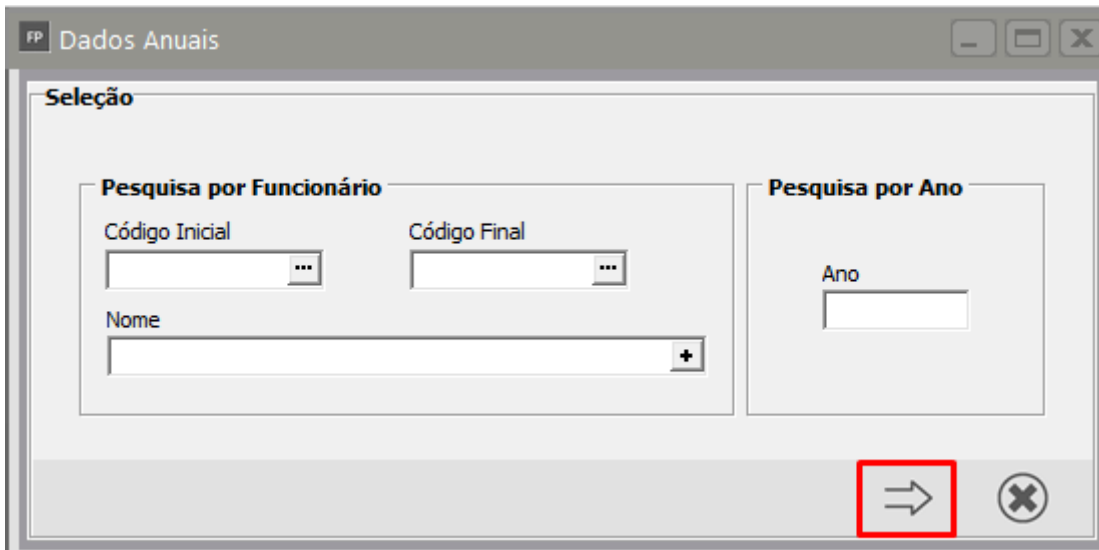 FP Dados Anuais
Seleção
Pesquisa por Funcionário
Código Inicial
Código Final
Nome
Pesquisa por Ano
Ano